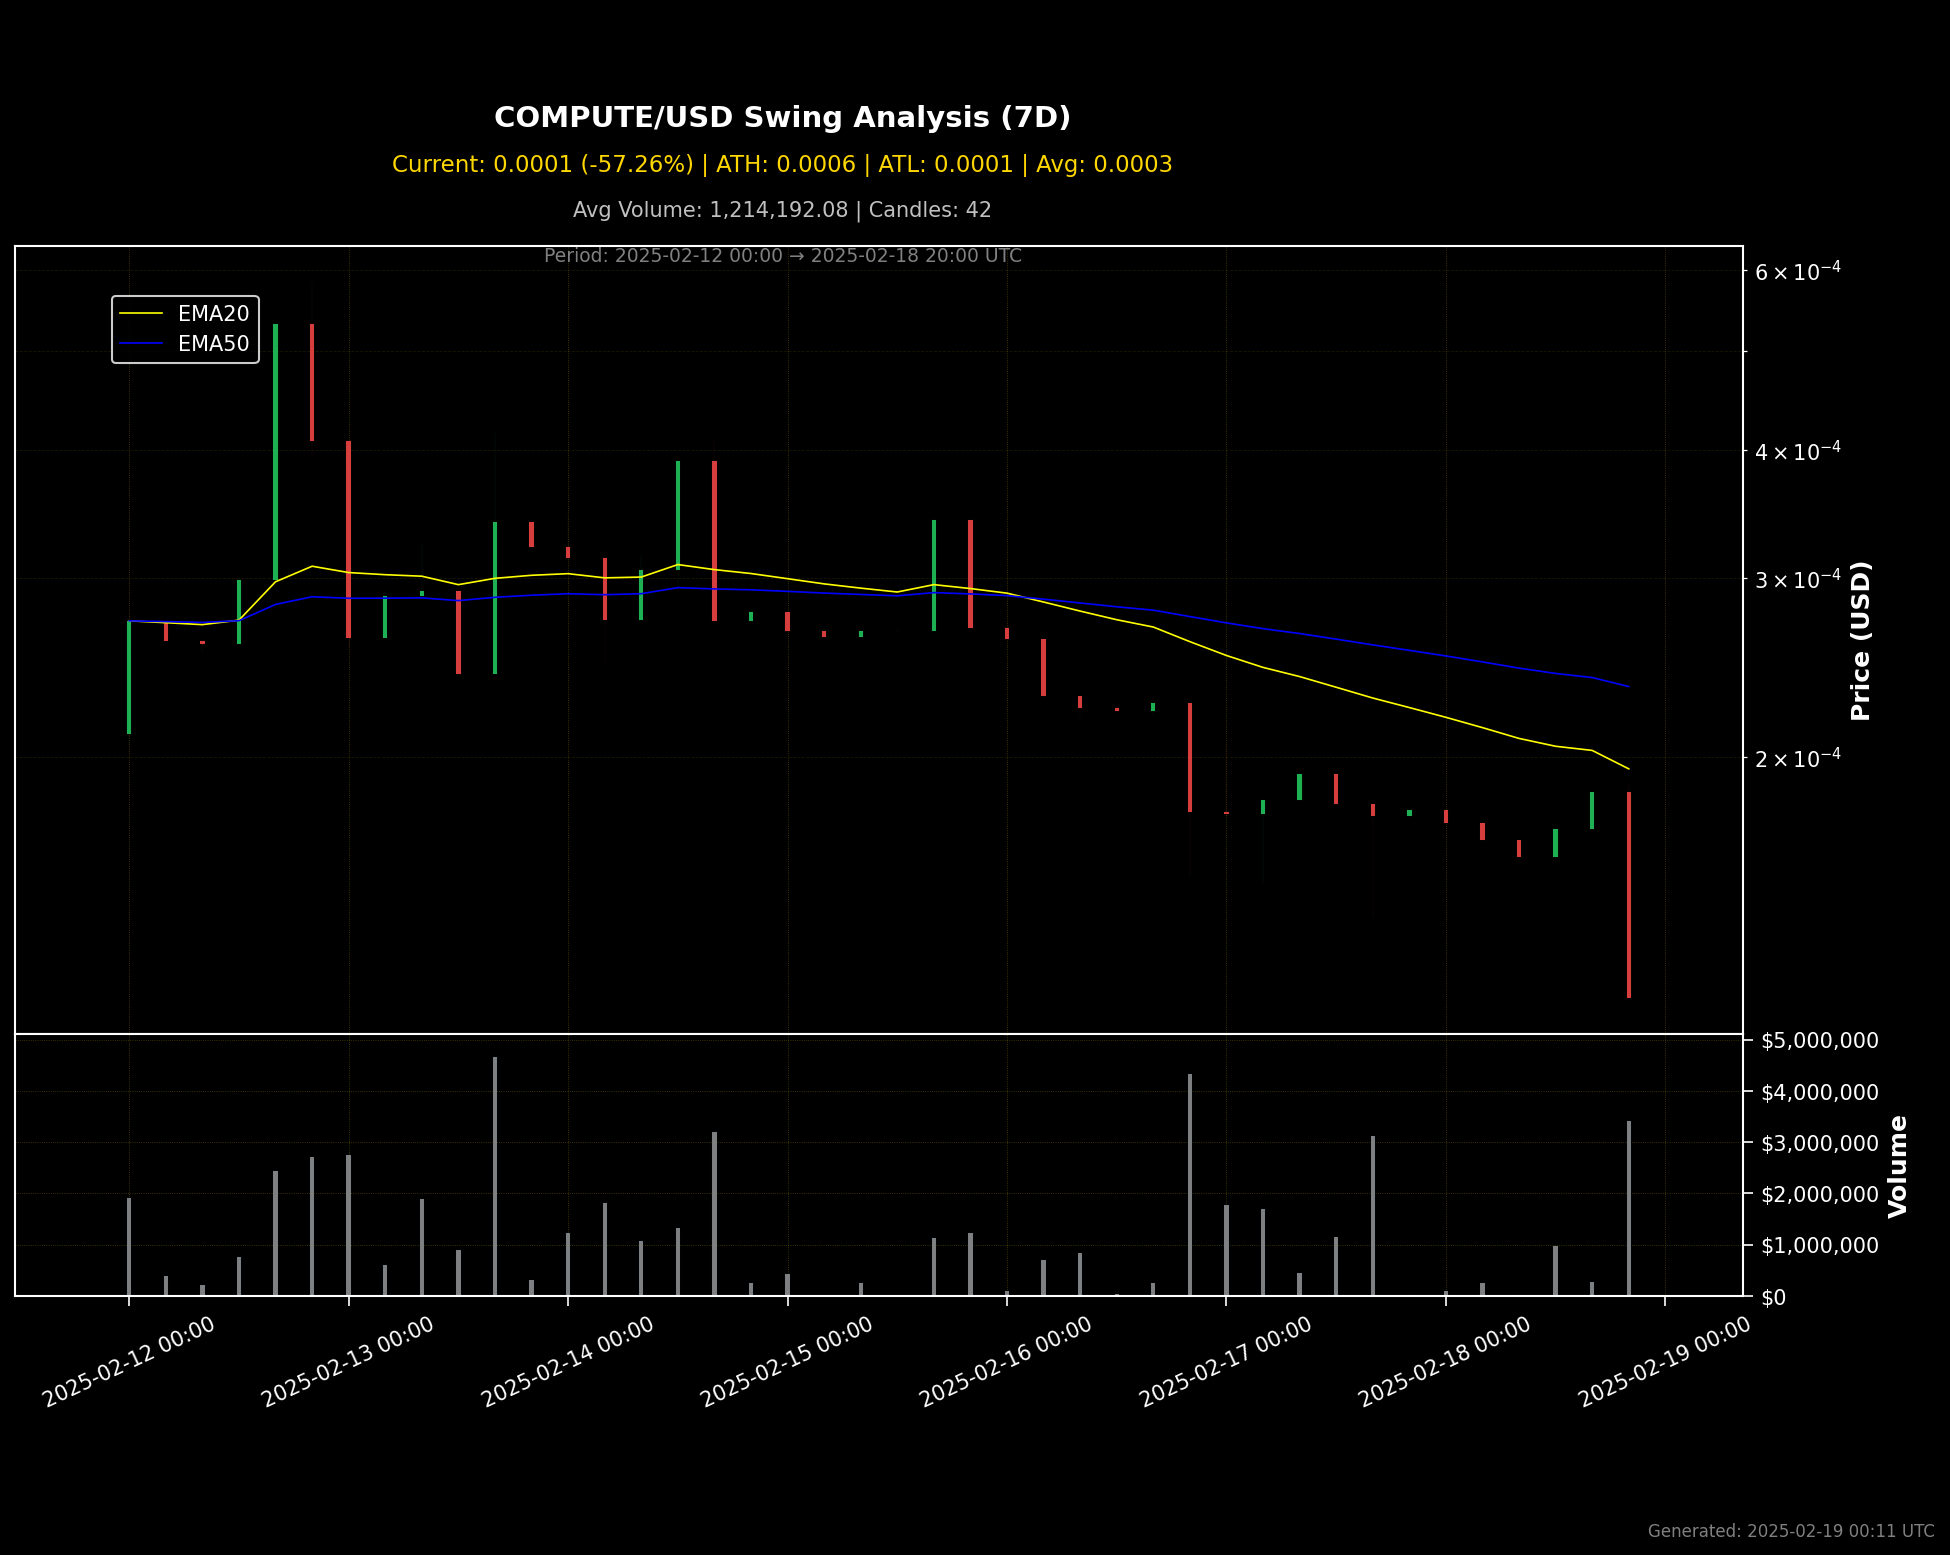 COMPUTE/USD Swing Analysis (7D)
Current: 0.0001 (-57.26%) | ATH: 0.0006 | ATL: 0.0001 | Avg: 0.0003
Avg Volume: 1,214,192.08 | Candles: 42
Period: 2025-02-12 00:00 → 2025-02-18 20:00 UTC
EMA20
EMA50
6 × 10⁻⁴
4 × 10⁻⁴
3 × 10⁻⁴
2 × 10⁻⁴
Price (USD)
$5,000,000
$4,000,000
$3,000,000
$2,000,000
$1,000,000
$0
Volume
2025-02-12 00:00
2025-02-13 00:00
2025-02-14 00:00
2025-02-15 00:00
2025-02-16 00:00
2025-02-17 00:00
2025-02-18 00:00
2025-02-19 00:00
Generated: 2025-02-19 00:11 UTC